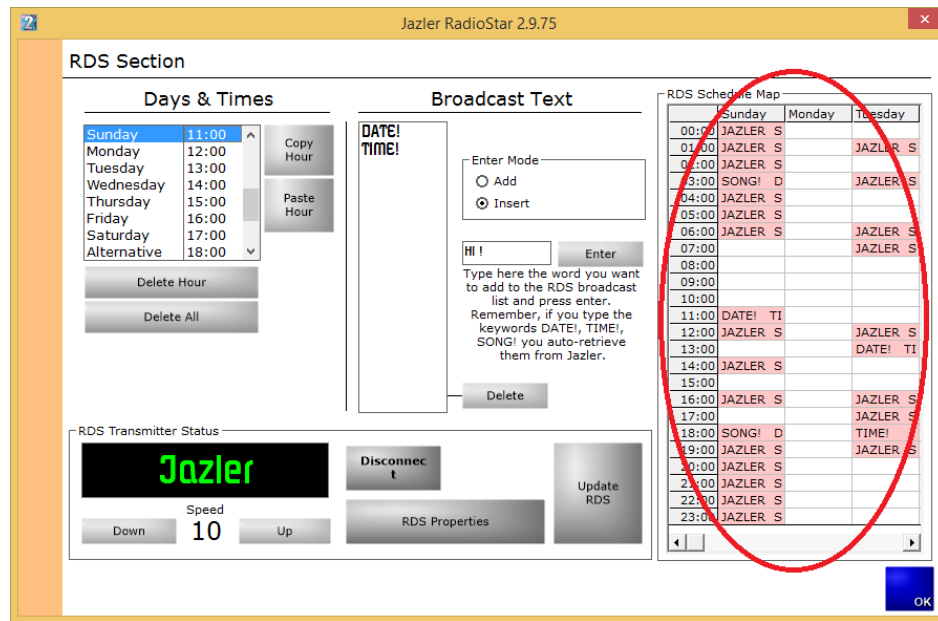 Jazler RadioStar 2.9.75
RDS Section
Days & Times
Sunday 11:00
Monday 12:00
Tuesday 13:00
Wednesday 14:00
Thursday 15:00
Friday 16:00
Saturday 17:00
Alternative 18:00
Copy
Hour
Paste
Hour
Delete Hour
Delete All
Broadcast Text
DATE!
TIME!
Enter Mode
Add
Insert
HI !
Enter
Type here the word you want
to add to the RDS broadcast
list and press enter.
Remember, if you type the
keywords DATE!, TIME!,
SONG! you auto-retrieve
them from Jazler.
Delete
RDS Transmitter Status
Jazler
Speed
Down 10 Up
Disconnec
t
RDS Properties
Update
RDS
RDS Schedule Map
Sunday Monday Tuesday
00:00 JAZLER S
01:00 JAZLER S JAZLER S
02:00 JAZLER S
03:00 SONG! D JAZLER S
04:00 JAZLER S
05:00 JAZLER S
06:00 JAZLER S JAZLER S
07:00 JAZLER S
08:00
09:00
10:00
11:00 DATE! TI
12:00 JAZLER S JAZLER S
13:00 DATE! TI
14:00 JAZLER S
15:00
16:00 JAZLER S JAZLER S
17:00 JAZLER S
18:00 SONG! D TIME!
19:00 JAZLER S JAZLER S
20:00 JAZLER S
21:00 JAZLER S
22:00 JAZLER S
23:00 JAZLER S
OK